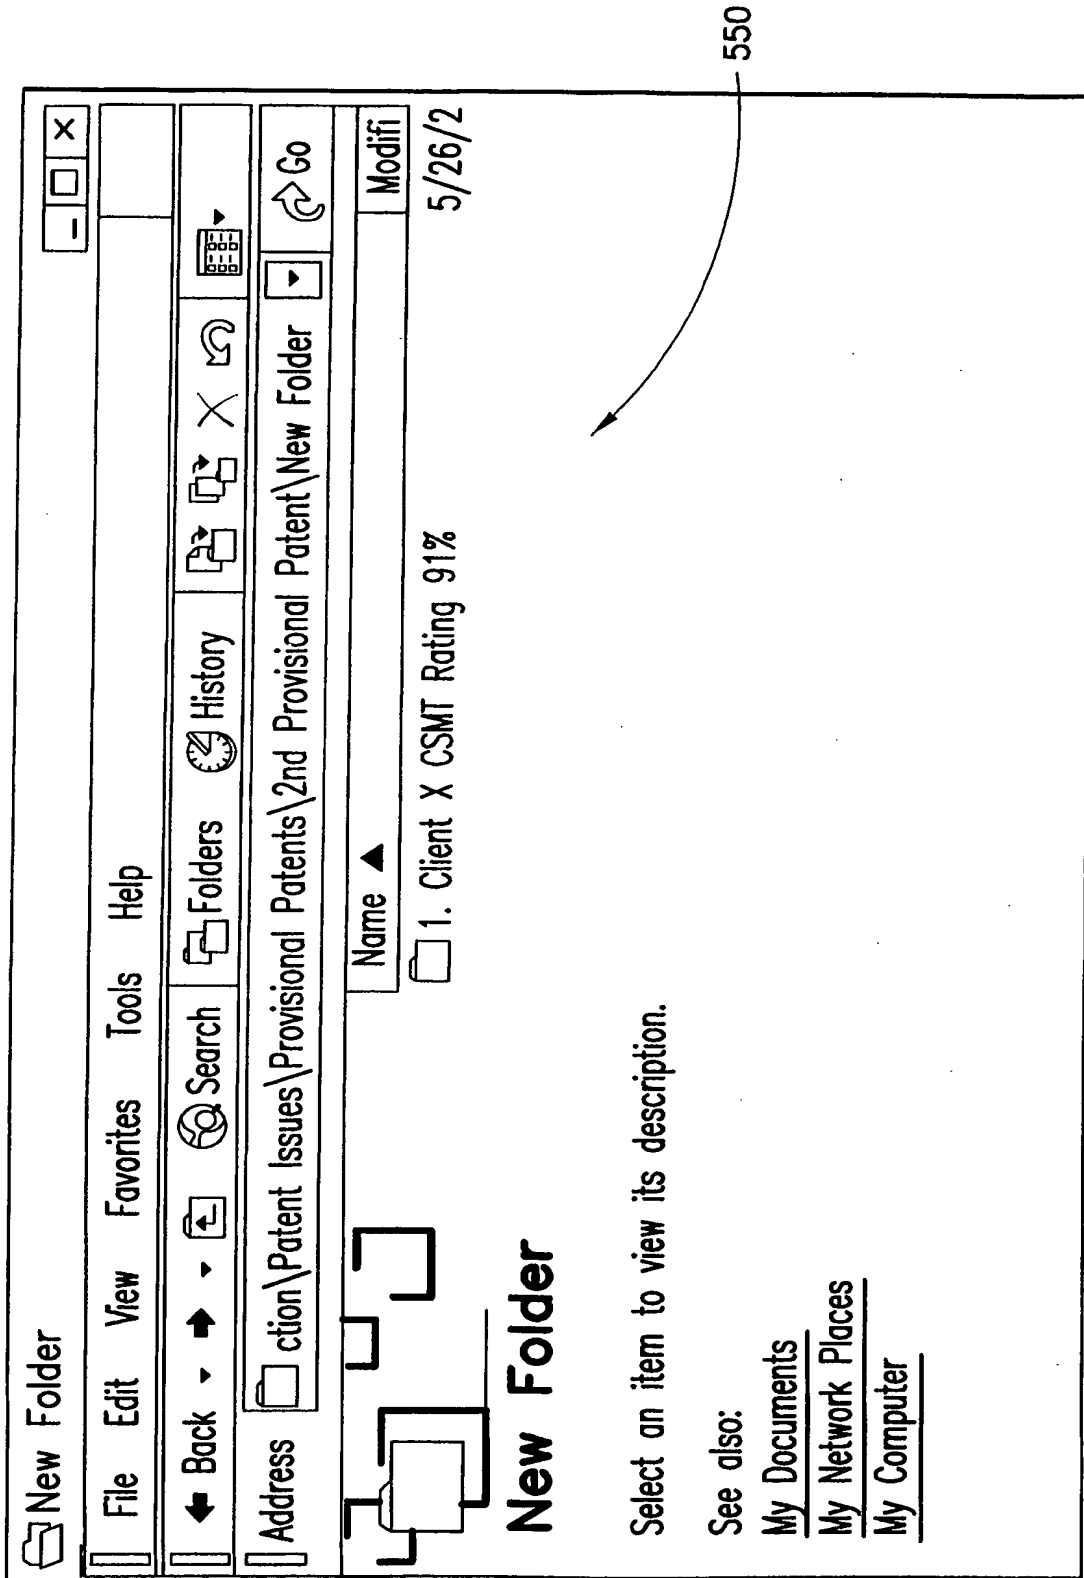 New Folder
File Edit View Favorites Tools Help
Back Search Folders History
Address ction\Patent Issues\Provisional Patents\2nd Provisional Patent\New Folder Go
Name Modifi
1. Client X CSMT Rating 91% 5/26/2
New Folder
Select an item to view its description.
See also:
My Documents
My Network Places
My Computer
550